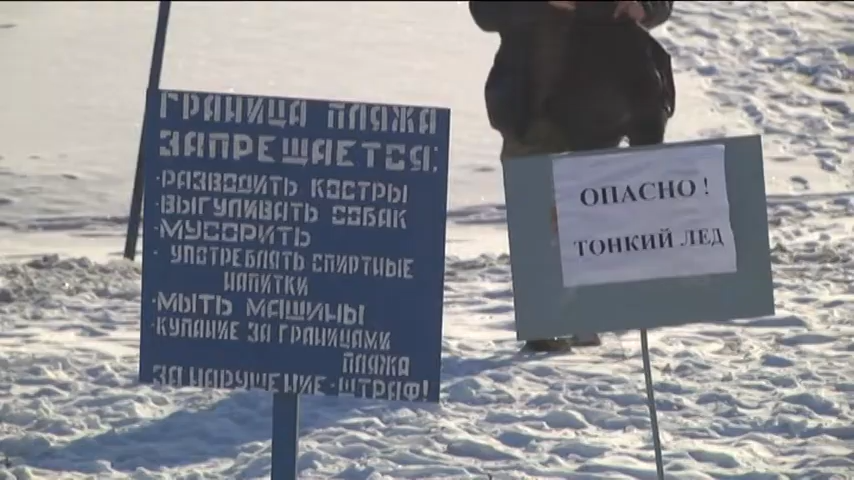 ГРАНИЦА ПЛЯЖА
ЗАПРЕЩАЕТСЯ:
·РАЗВОДИТЬ КОСТРЫ
·ВЫГУЛИВАТЬ СОБАК
·МУСОРИТЬ
· УПОТРЕБЛЯТЬ СПИРТНЫЕ
НАПИТКИ
·МЫТЬ МАШИНЫ
·КУПАНИЕ ЗА ГРАНИЦАМИ
ПЛЯЖА
ЗА НАРУШЕНИЕ-ШТРАФ!
ОПАСНО !
ТОНКИЙ ЛЕД